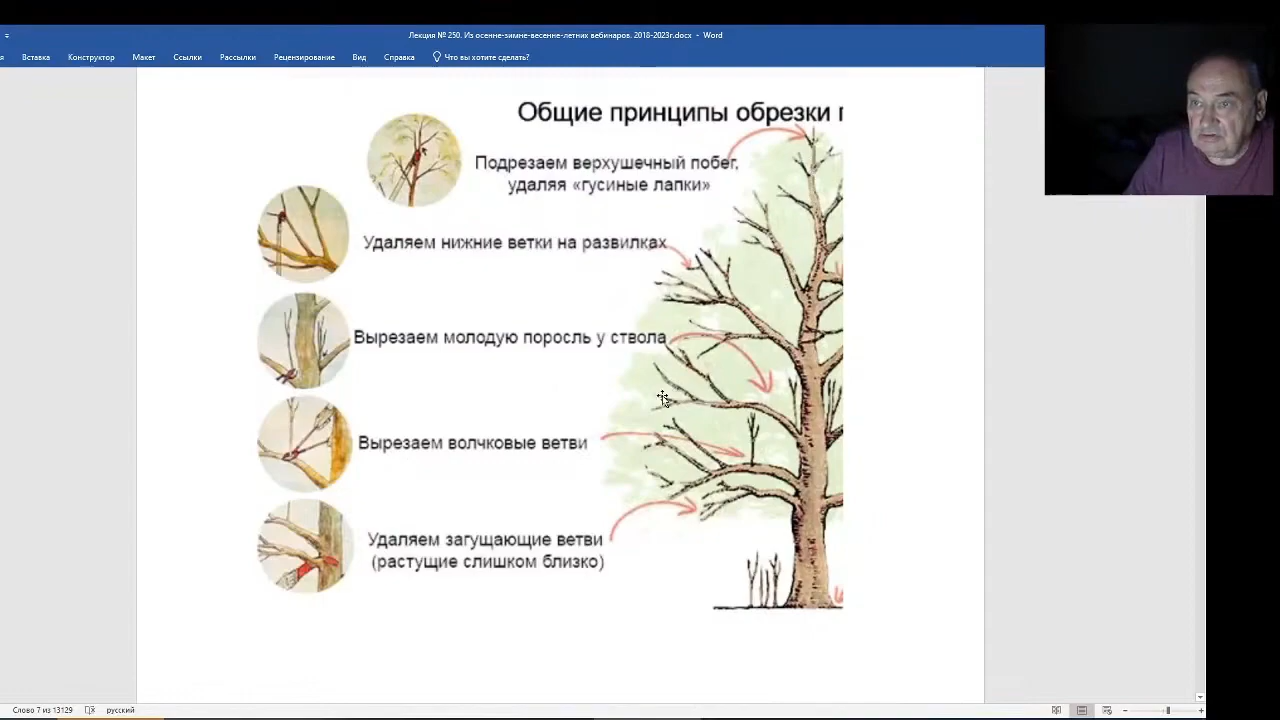 Лекция № 250. Из осенне-зимне-весенне-летних вебинаров. 2018-2023г.docx - Word
Вставка Конструктор Макет Ссылки Рассылки Рецензирование Вид Справка Что вы хотите сделать?
Общие принципы обрезки
Подрезаем верхушечный побег,
удаляя «гусиные лапки»
Удаляем нижние ветки на развилках
Вырезаем молодую поросль у ствола
Вырезаем волчковые ветви
Удаляем загущающие ветви
(растущие слишком близко)
Слово 7 из 13129 русский